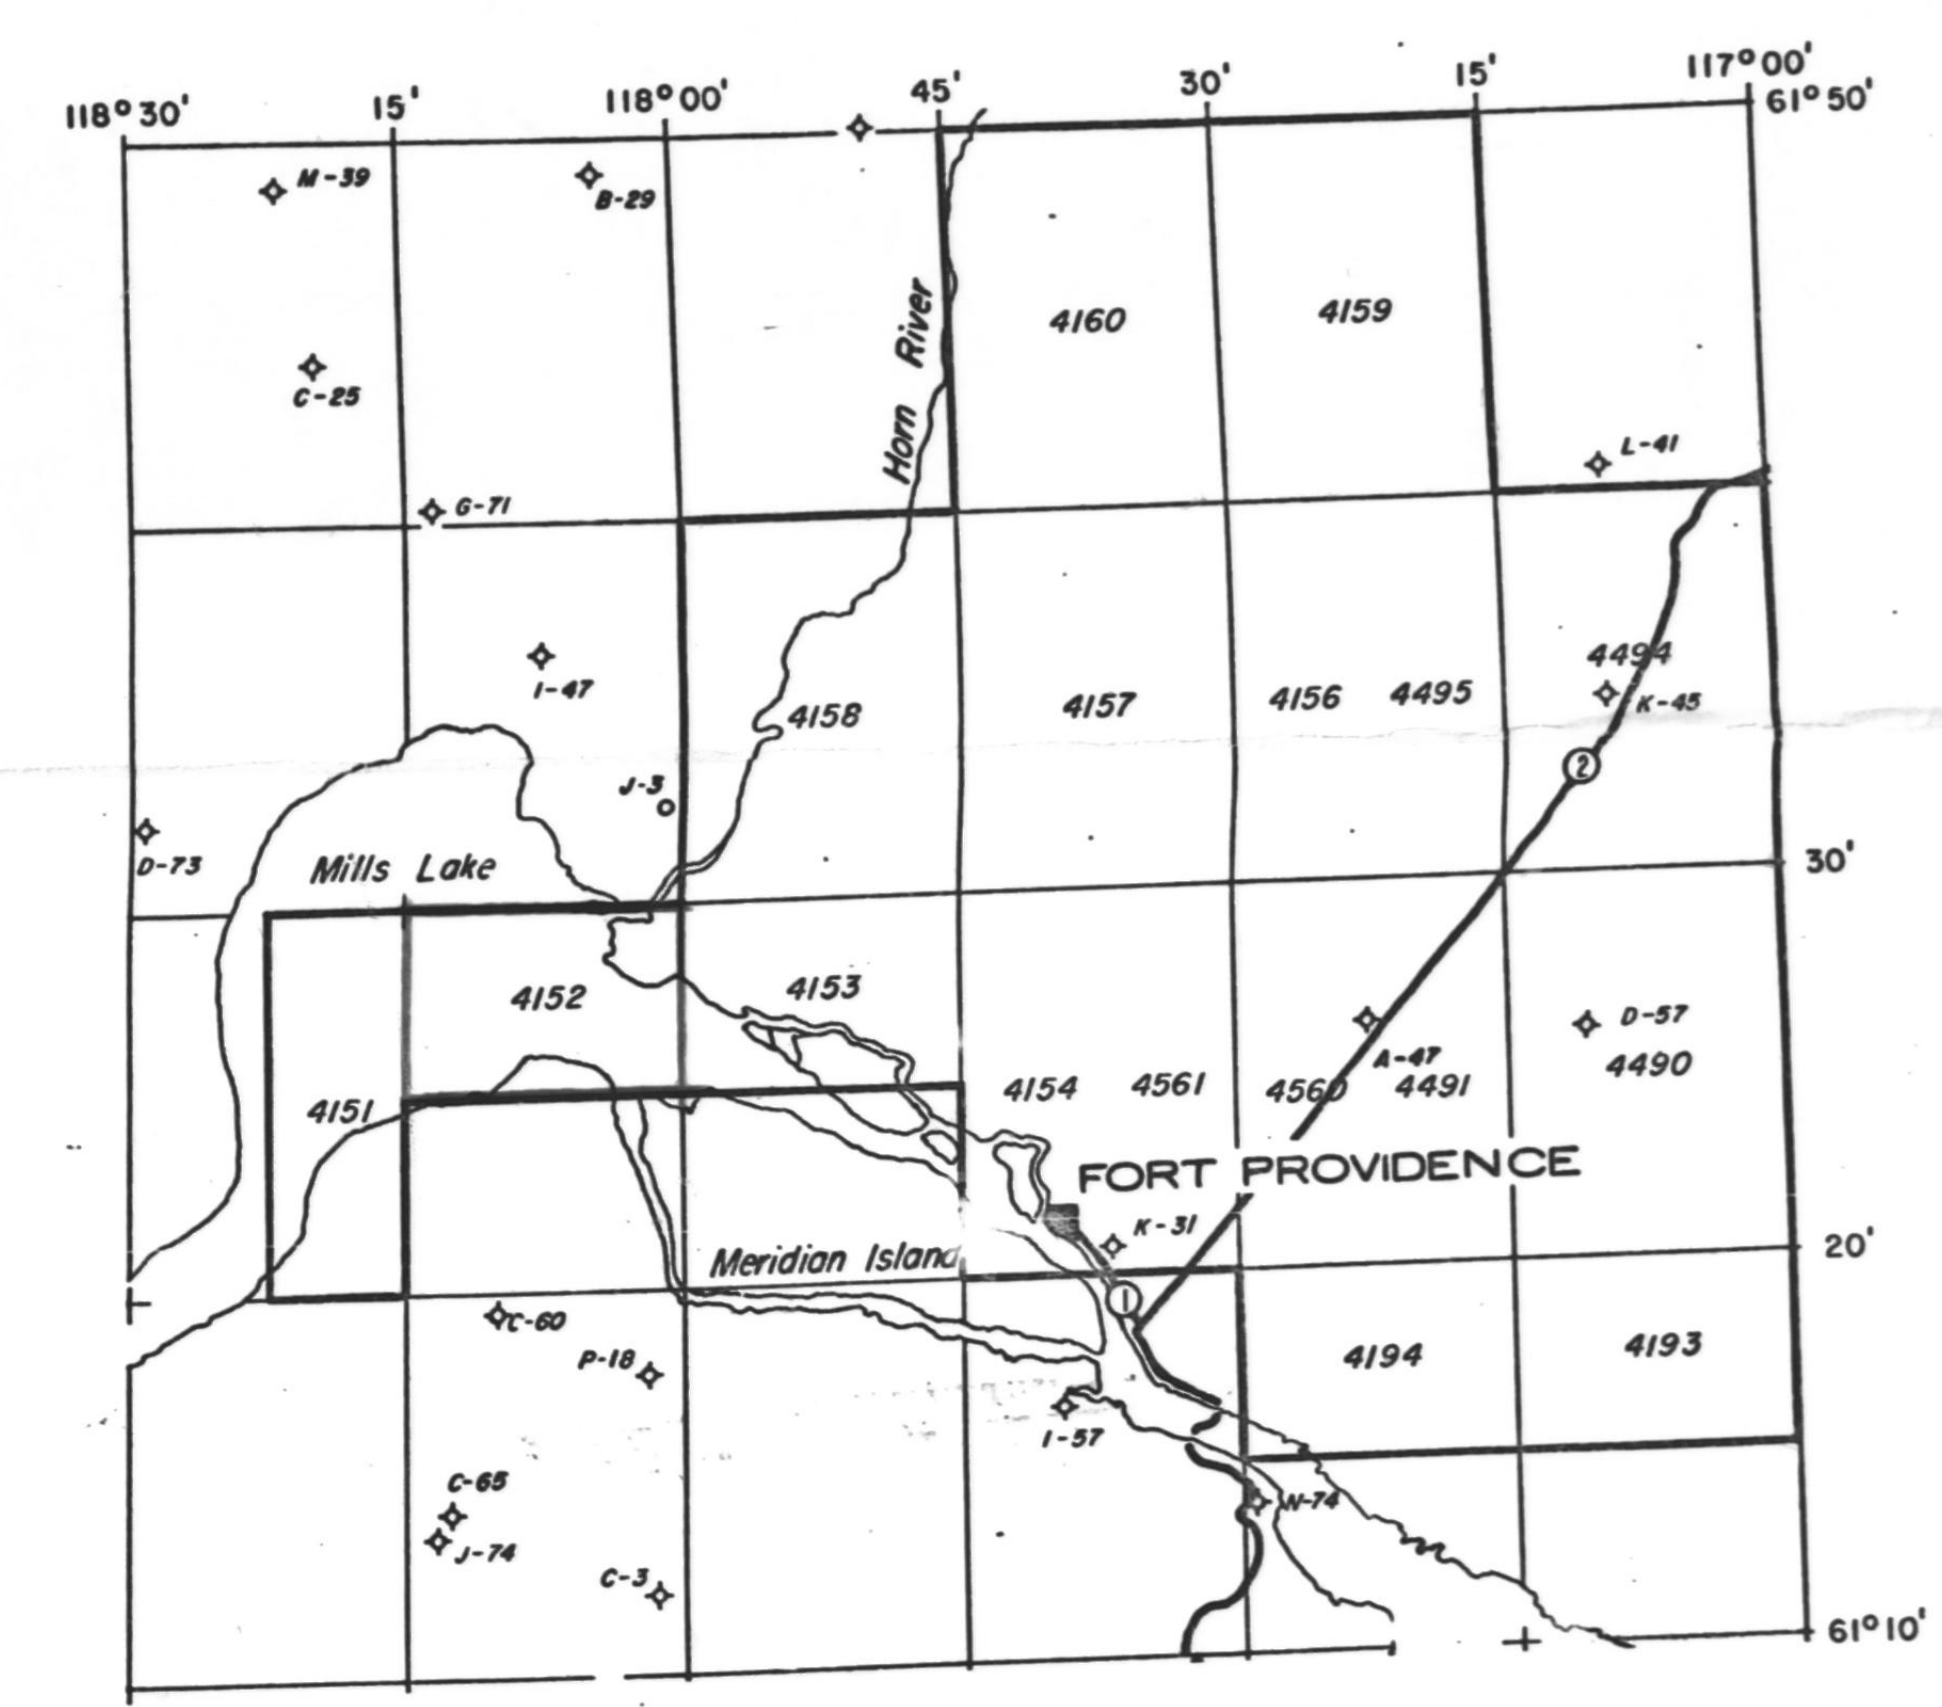 118°30' 15' 118°00' 45' 30' 15' 117°00'
61°50'
M-39
B-29
Horn River
4160
4159
C-25
L-41
G-71
I-47
4158
4157
4156
4495
4494
K-45
2
J-3
D-73
Mills Lake
30'
4152
4153
D-57
A-47
4490
4151
4154
4561
4560
4491
FORT PROVIDENCE
K-31
20'
Meridian Island
1
C-60
P-18
4194
4193
I-57
C-65
N-74
J-74
C-3
61°10'